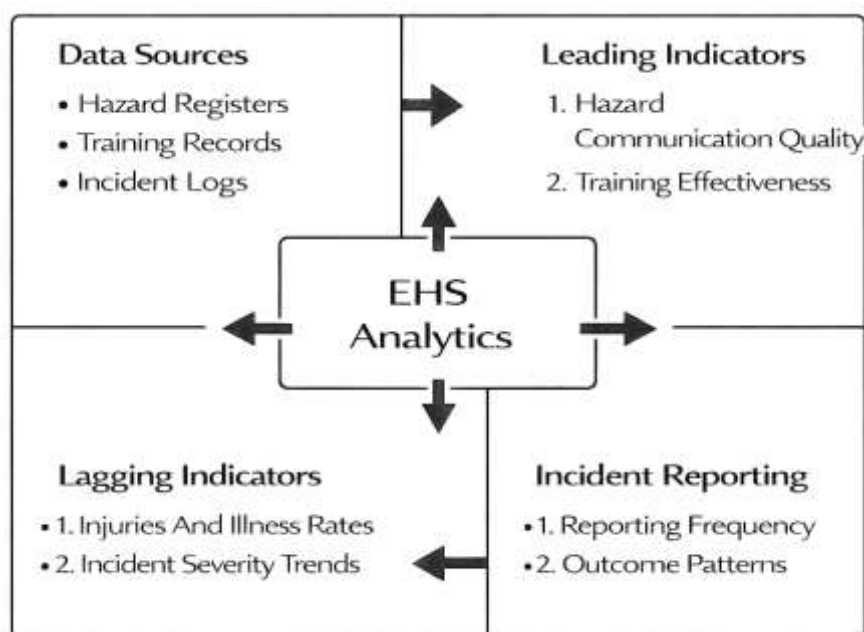 Data Sources
• Hazard Registers
• Training Records
• Incident Logs
Leading Indicators
1. Hazard
Communication Quality
2. Training Effectiveness
EHS
Analytics
Lagging Indicators
• 1. Injuries And Illness Rates
• 2. Incident Severity Trends
Incident Reporting
• 1. Reporting Frequency
• 2. Outcome Patterns